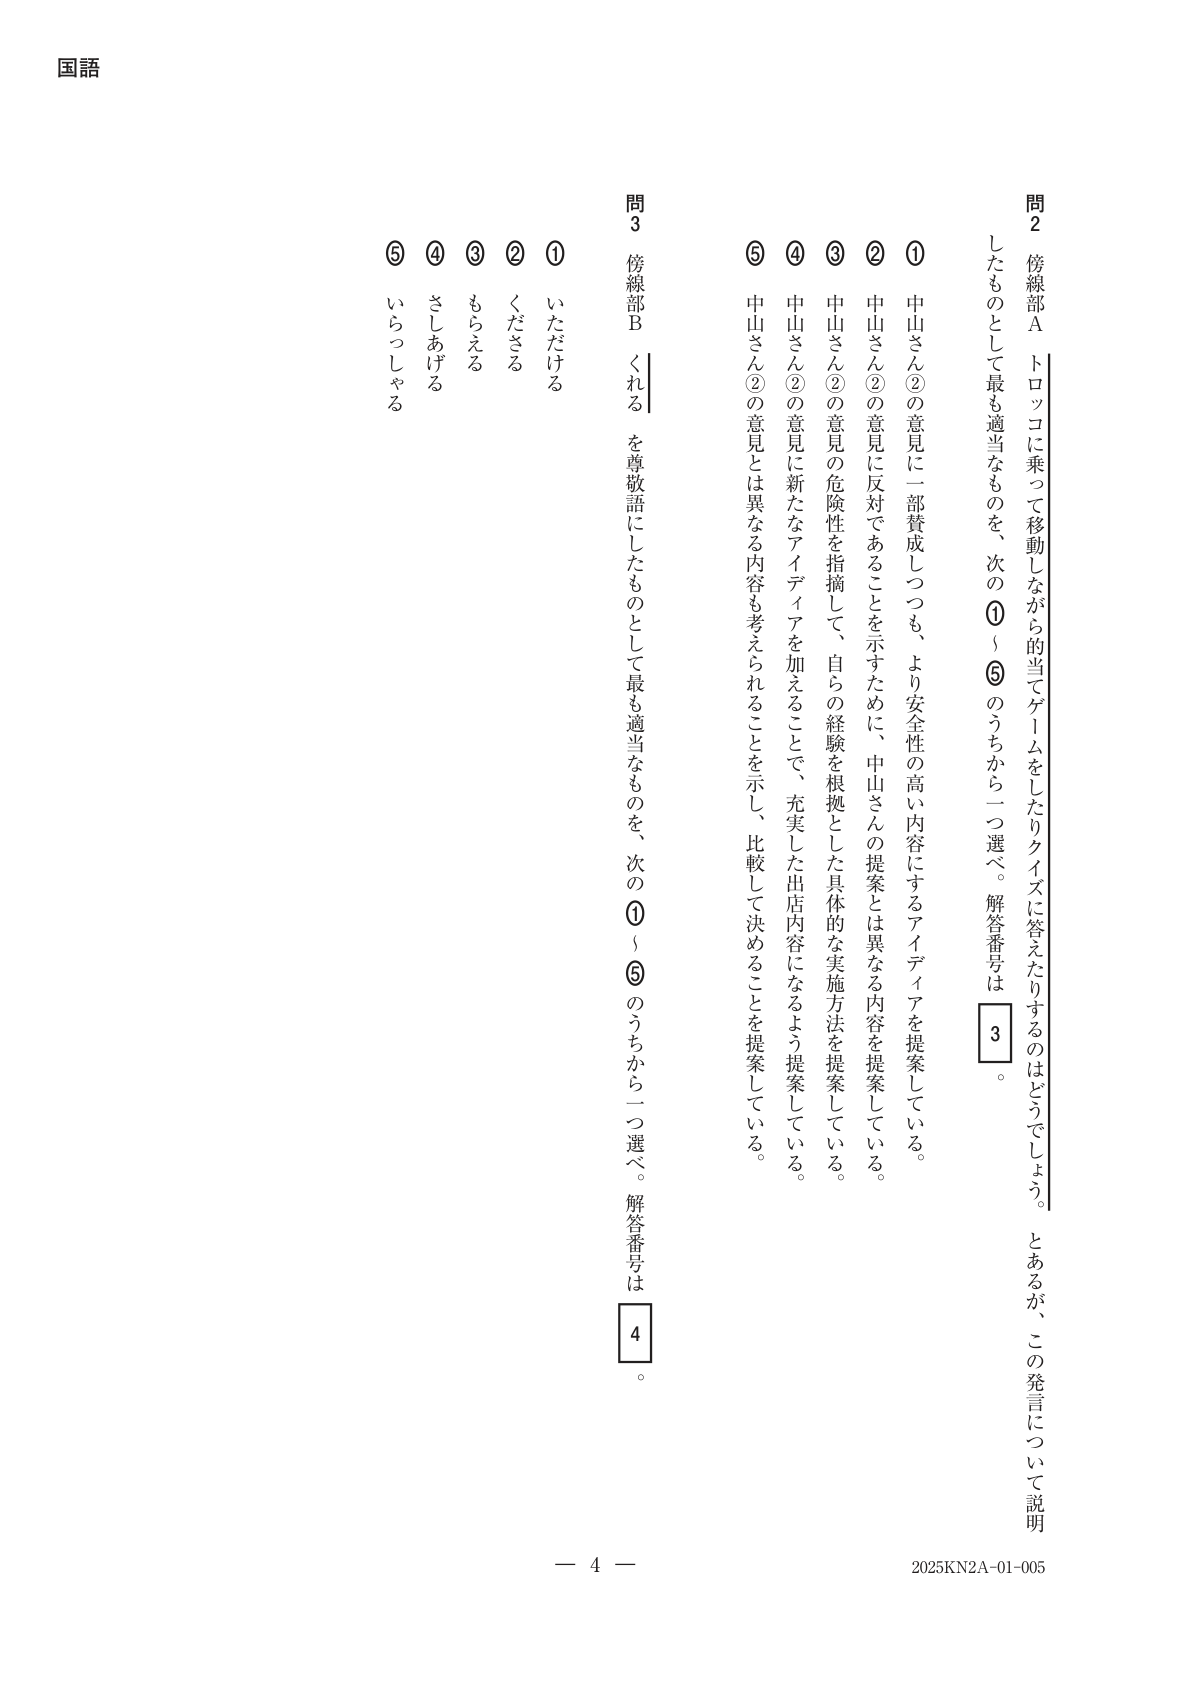 国語
問2 傍線部A トロッコに乗って移動しながら的当てゲームをしたりクイズに答えたりするのはどうでしょう。 とあるが、この発言について説明
したものとして最も適当なものを、次の①～⑤のうちから一つ選べ。解答番号は 3 。
① 中山さん②の意見に一部賛成しつつも、より安全性の高い内容にするアイディアを提案している。
② 中山さん②の意見に反対であることを示すために、中山さんの提案とは異なる内容を提案している。
③ 中山さん②の意見の危険性を指摘して、自らの経験を根拠とした具体的な実施方法を提案している。
④ 中山さん②の意見に新たなアイディアを加えることで、充実した出店内容になるよう提案している。
⑤ 中山さん②の意見とは異なる内容も考えられることを示し、比較して決めることを提案している。
問3 傍線部B くれる を尊敬語にしたものとして最も適当なものを、次の①～⑤のうちから一つ選べ。解答番号は 4 。
① いただける
② くださる
③ もらえる
④ さしあげる
⑤ いらっしゃる
― 4 ―
2025KN2A-01-005